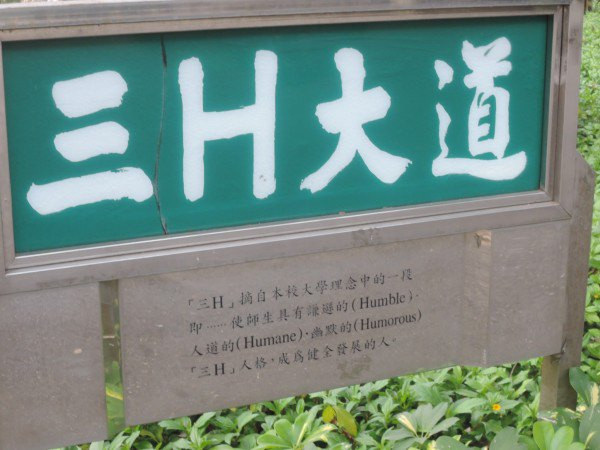 三H大道
「三H」摘自本校大學理念中的一段
即……使師生具有謙遜的(Humble)，
人道的(Humane)，幽默的(Humorous)
「三H」人格，成為健全發展的人。